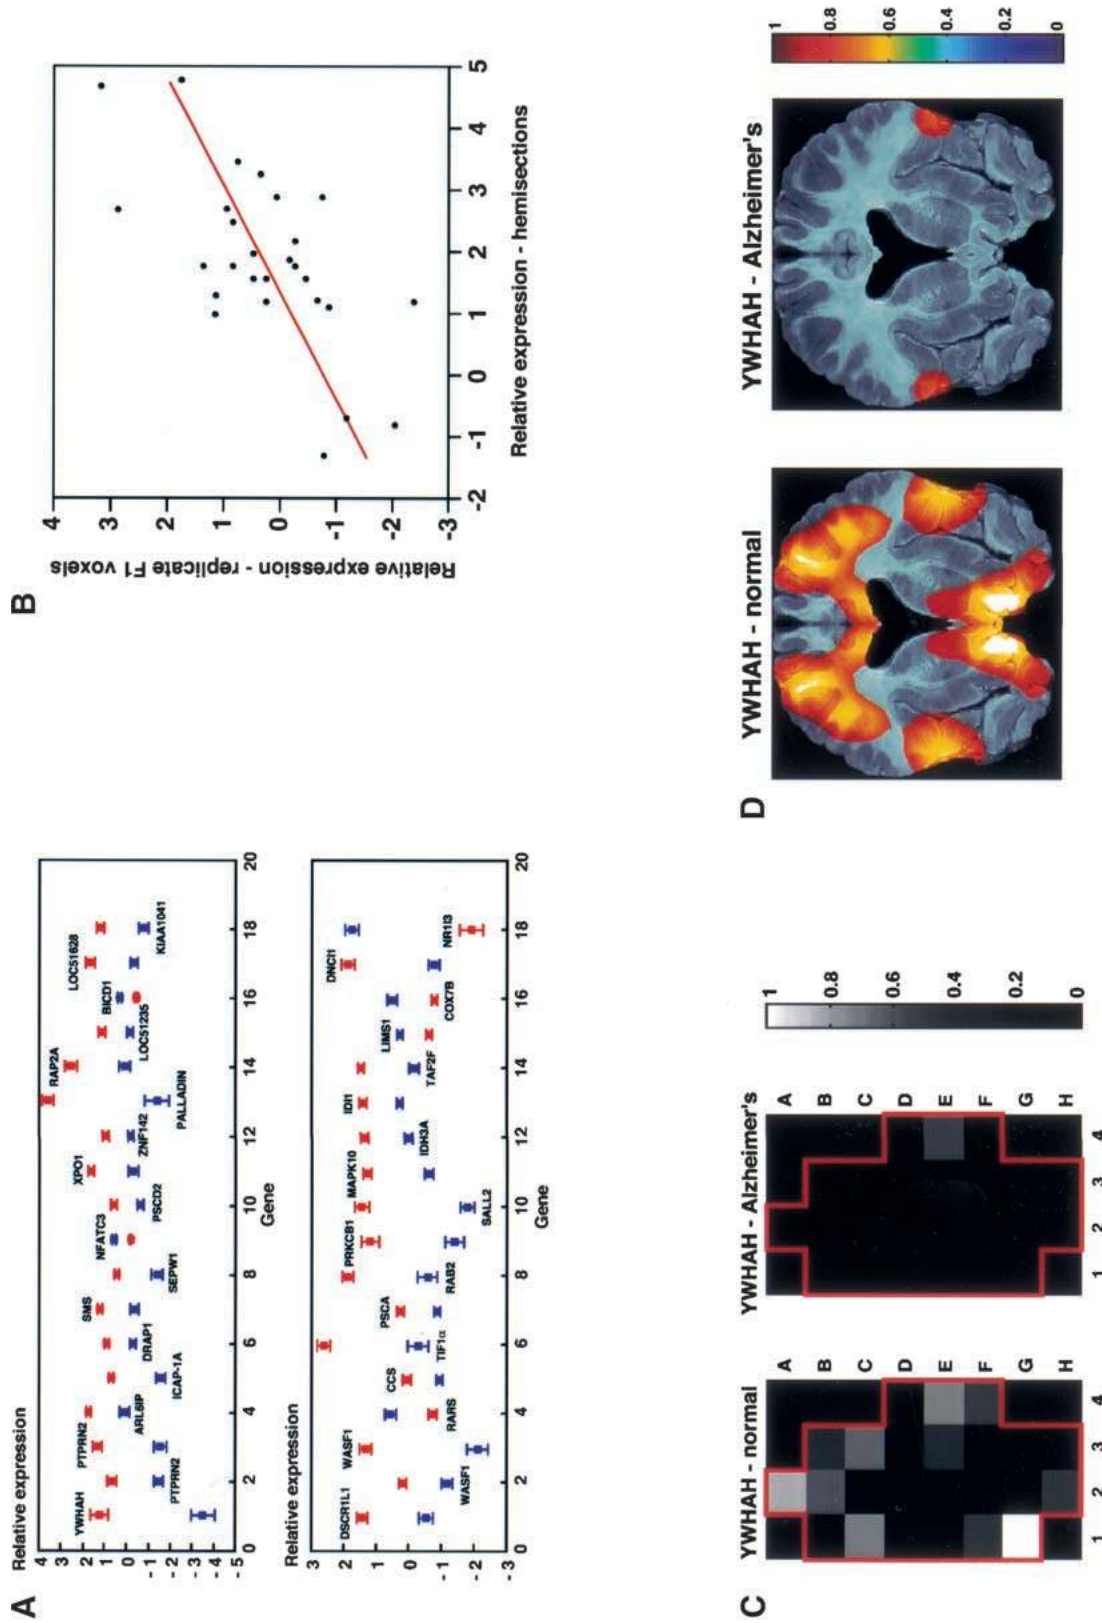 A
Relative expression
4
3
2
1
0
- 1
- 2
- 3
- 4
- 5
YWHAH
PTPRN2
PTPRN2
ARL6IP
ICAP-1A
DRAP1
SMS
SEPW1
NFATC3
PSCD2
XPO1
ZNF142
RAP2A
PALLADIN
LOC51235
BICD1
LOC51628
KIAA1041
0 2 4 6 8 10 12 14 16 18 20
Gene
Relative expression
3
2
1
0
- 1
- 2
- 3
DSCR1L1
WASF1
WASF1
RARS
CCS
TIF1α
PSCA
RAB2
PRKCB1
SALL2
MAPK10
IDH3A
IDI1
TAF2F
LIMS1
COX7B
DNCI1
NR1I3
0 2 4 6 8 10 12 14 16 18 20
Gene
B
Relative expression - replicate F1 voxels
4
3
2
1
0
-1
-2
-3
-2 -1 0 1 2 3 4 5
Relative expression - hemisections
C
YWHAH - normal
A
B
C
D
E
F
G
H
1 2 3 4
YWHAH - Alzheimer's
A
B
C
D
E
F
G
H
1 2 3 4
1
0.8
0.6
0.4
0.2
0
D
YWHAH - normal
YWHAH - Alzheimer's
1
0.8
0.6
0.4
0.2
0